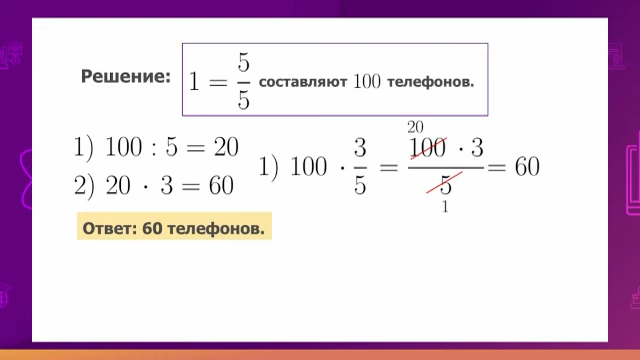 Решение: 1 = 5/5 составляют 100 телефонов.
1) 100 : 5 = 20
2) 20 · 3 = 60
1) 100 · 3/5 = 100 · 3/5 = 60
20
1
Ответ: 60 телефонов.